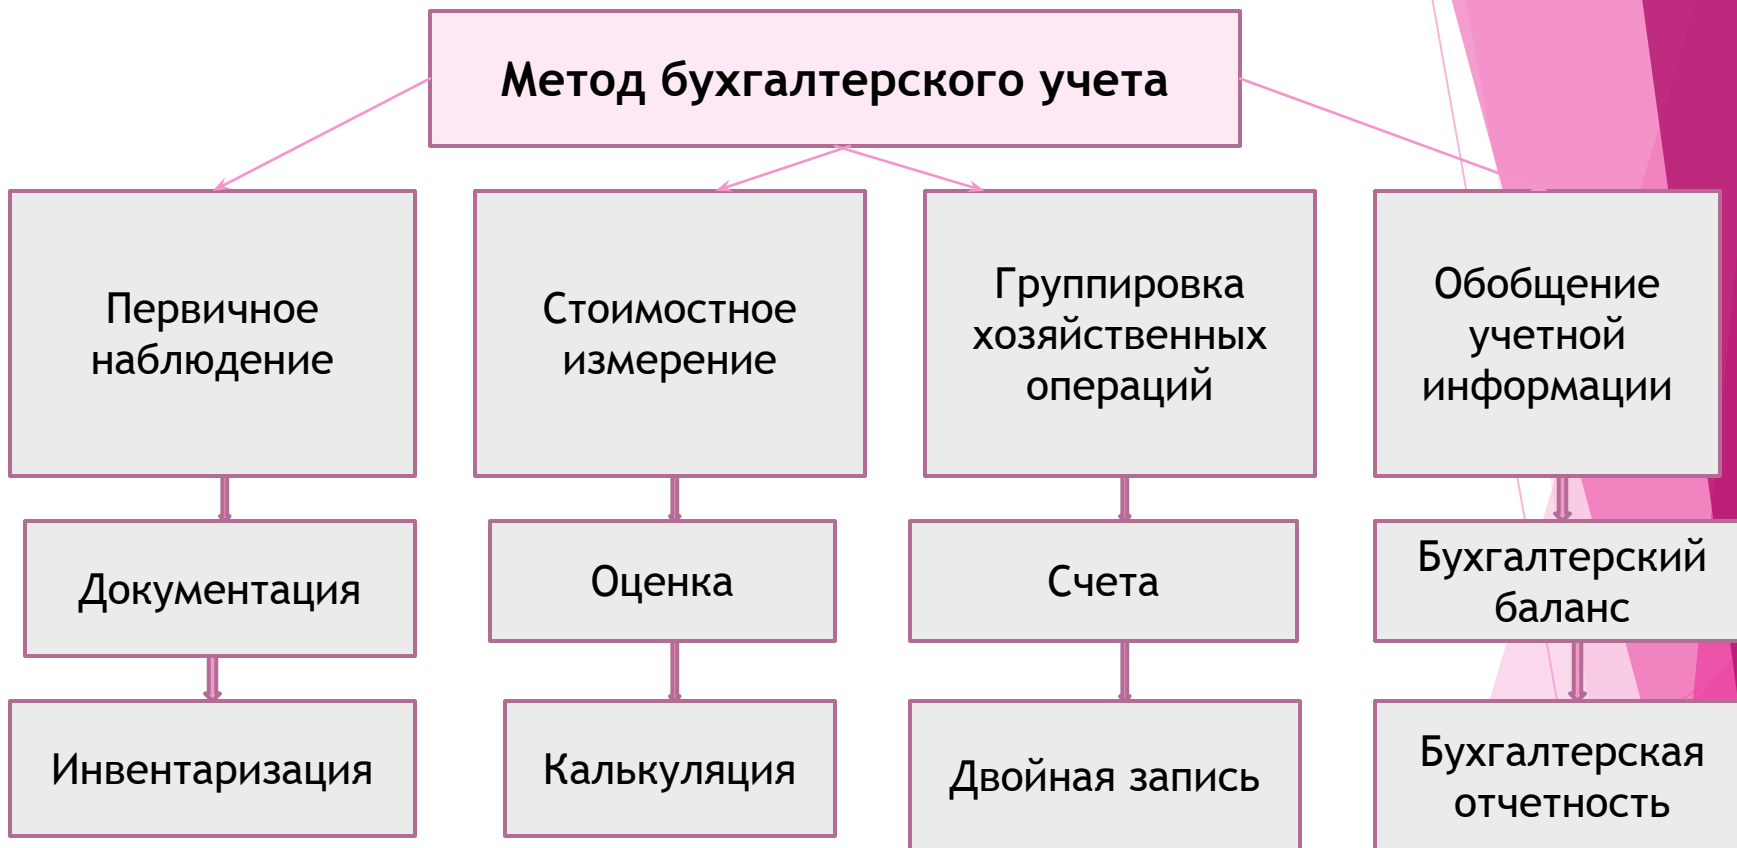 Метод бухгалтерского учета
Первичное
наблюдение
Стоимостное
измерение
Группировка
хозяйственных
операций
Обобщение
учетной
информации
Документация
Оценка
Счета
Бухгалтерский
баланс
Инвентаризация
Калькуляция
Двойная запись
Бухгалтерская
отчетность